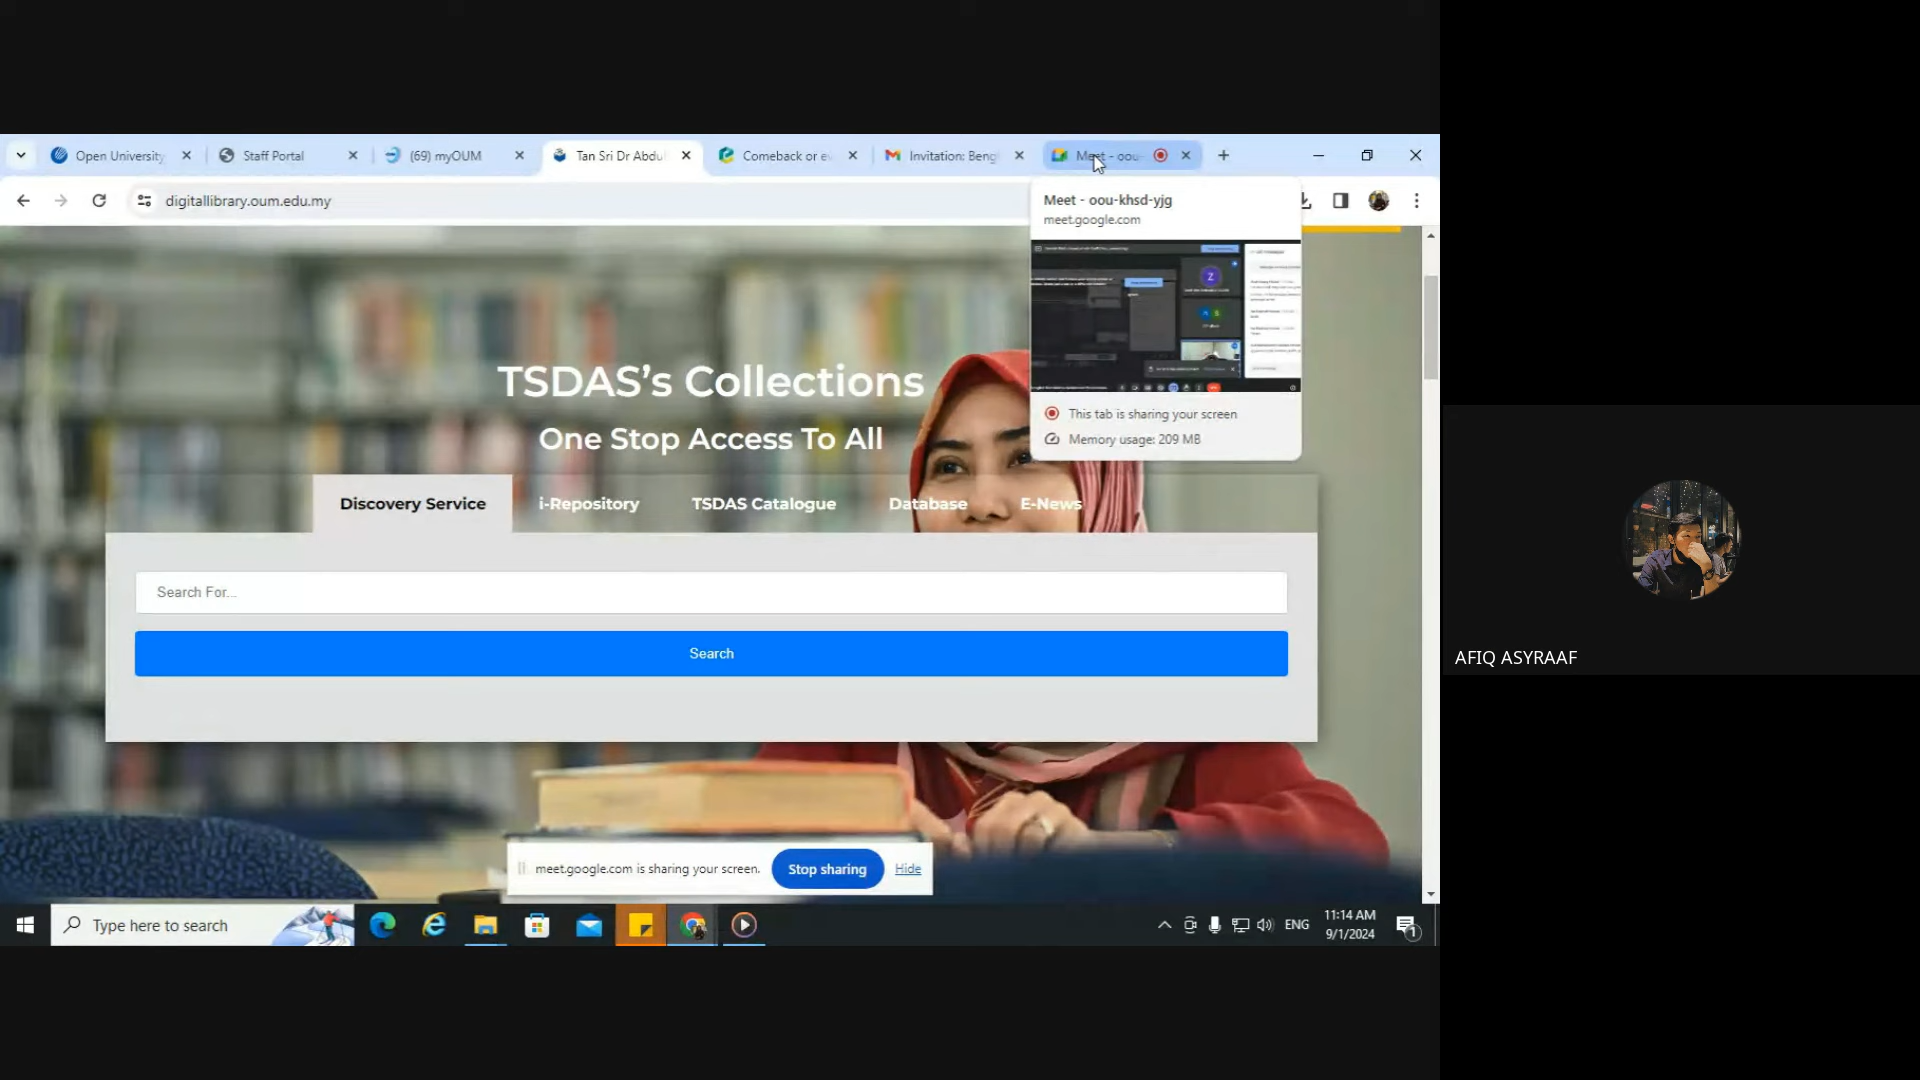 Open University
Staff Portal
(69) myOUM
Tan Sri Dr Abdu
Comeback or ev
Invitation: Beng
Meet - oou-
digitallibrary.oum.edu.my
Meet - oou-khsd-yjg
meet.google.com
Z
This tab is sharing your screen
Memory usage: 209 MB
TSDAS’s Collections
One Stop Access To All
Discovery Service
i-Repository
TSDAS Catalogue
Database
E-News
Search For...
Search
AFIQ ASYRAAF
meet.google.com is sharing your screen.
Stop sharing
Hide
Type here to search
ENG
11:14 AM
9/1/2024
1